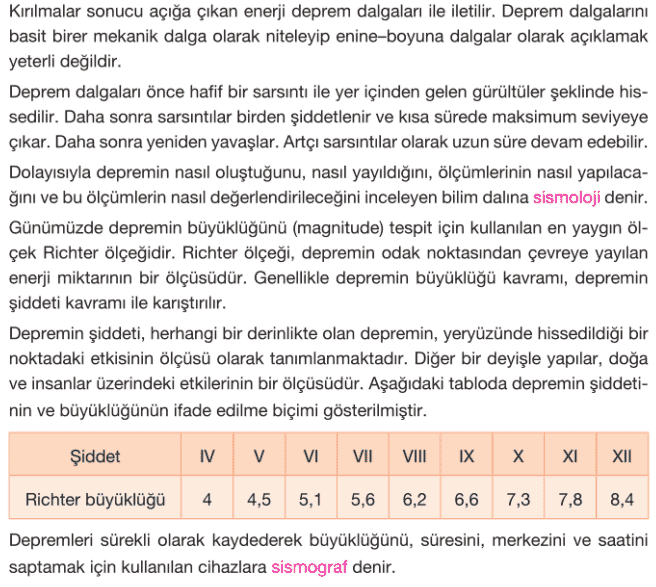 Kırılmalar sonucu açığa çıkan enerji deprem dalgaları ile iletilir. Deprem dalgalarını
basit birer mekanik dalga olarak niteleyip enine–boyuna dalgalar olarak açıklamak
yeterli değildir.
Deprem dalgaları önce hafif bir sarsıntı ile yer içinden gelen gürültüler şeklinde his-
sedilir. Daha sonra sarsıntılar birden şiddetlenir ve kısa sürede maksimum seviyeye
çıkar. Daha sonra yeniden yavaşlar. Artçı sarsıntılar olarak uzun süre devam edebilir.
Dolayısıyla depremin nasıl oluştuğunu, nasıl yayıldığını, ölçümlerinin nasıl yapılaca-
ğını ve bu ölçümlerin nasıl değerlendirileceğini inceleyen bilim dalına sismoloji denir.
Günümüzde depremin büyüklüğünü (magnitude) tespit için kullanılan en yaygın öl-
çek Richter ölçeğidir. Richter ölçeği, depremin odak noktasından çevreye yayılan
enerji miktarının bir ölçüsüdür. Genellikle depremin büyüklüğü kavramı, depremin
şiddeti kavramı ile karıştırılır.
Depremin şiddeti, herhangi bir derinlikte olan depremin, yeryüzünde hissedildiği bir
noktadaki etkisinin ölçüsü olarak tanımlanmaktadır. Diğer bir deyişle yapılar, doğa
ve insanlar üzerindeki etkilerinin bir ölçüsüdür. Aşağıdaki tabloda depremin şiddeti-
nin ve büyüklüğünün ifade edilme biçimi gösterilmiştir.
Şiddet IV V VI VII VIII IX X XI XII
Richter büyüklüğü 4 4,5 5,1 5,6 6,2 6,6 7,3 7,8 8,4
Depremleri sürekli olarak kaydederek büyüklüğünü, süresini, merkezini ve saatini
saptamak için kullanılan cihazlara sismograf denir.